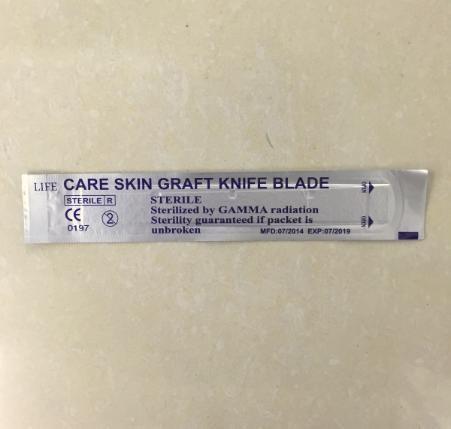 LIFE CARE SKIN GRAFT KNIFE BLADE
STERILE R
STERILE
Sterilized by GAMMA radiation
CE
2
Sterility guaranteed if packet is
0197
unbroken
MFD:07/2014 EXP:07/2019